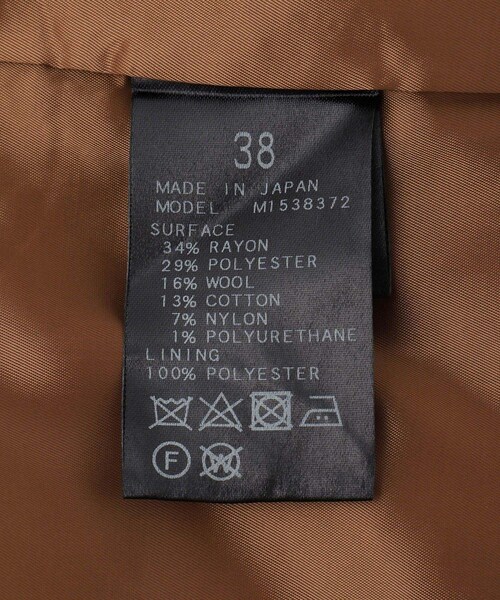 38
MADE IN JAPAN
MODEL M1538372
SURFACE
34% RAYON
29% POLYESTER
16% WOOL
13% COTTON
7% NYLON
1% POLYURETHANE
LINING
100% POLYESTER
F W